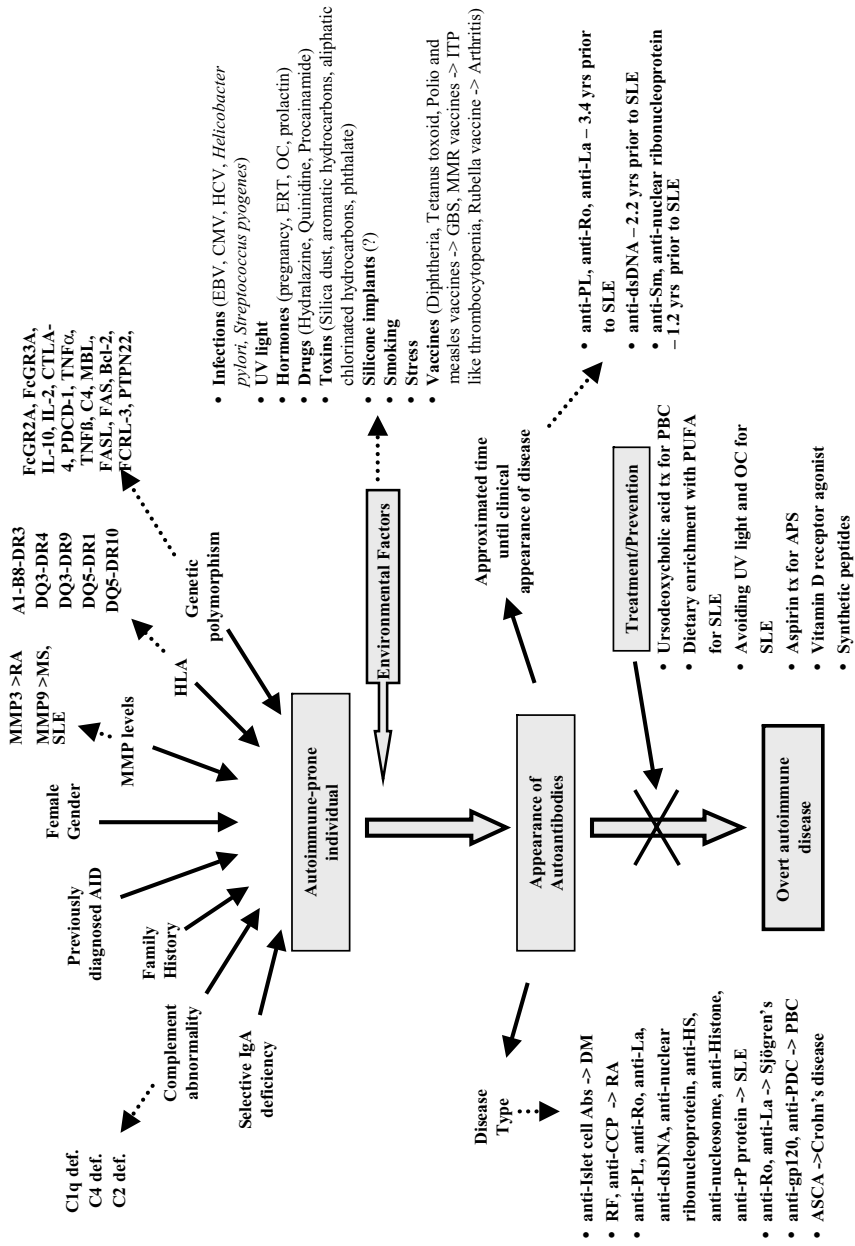 C1q def.
C4 def.
C2 def.
Complement
abnormality
Selective IgA
deficiency
Family
History
Previously
diagnosed AID
Female
Gender
MMP3 >RA
MMP9 >MS,
SLE
MMP levels
A1-B8-DR3
DQ3-DR4
DQ3-DR9
DQ5-DR1
DQ5-DR10
HLA
FcGR2A, FcGR3A,
IL-10, IL-2, CTLA-
4, PDCD-1, TNFα,
TNFß, C4, MBL,
FASL, FAS, Bcl-2,
FCRL-3, PTPN22,
Genetic
polymorphism
Autoimmune-prone
individual
Environmental Factors
• Infections (EBV, CMV, HCV, Helicobacter
pylori, Streptococcus pyogenes)
• UV light
• Hormones (pregnancy, ERT, OC, prolactin)
• Drugs (Hydralazine, Quinidine, Procainamide)
• Toxins (Silica dust, aromatic hydrocarbons, aliphatic
chlorinated hydrocarbons, phthalate)
• Silicone implants (?)
• Smoking
• Stress
• Vaccines (Diphtheria, Tetanus toxoid, Polio and
measles vaccines -> GBS, MMR vaccines -> ITP
like thrombocytopenia, Rubella vaccine -> Arthritis)
Appearance of
Autoantibodies
Disease
Type
• anti-Islet cell Abs -> DM
• RF, anti-CCP -> RA
• anti-PL, anti-Ro, anti-La,
anti-dsDNA, anti-nuclear
ribonucleoprotein, anti-HS,
anti-nucleosome, anti-Histone,
anti-rP protein -> SLE
• anti-Ro, anti-La -> Sjögren's
• anti-gp120, anti-PDC -> PBC
• ASCA ->Crohn's disease
Approximated time
until clinical
appearance of disease
• anti-PL, anti-Ro, anti-La – 3.4 yrs prior
to SLE
• anti-dsDNA – 2.2 yrs prior to SLE
• anti-Sm, anti-nuclear ribonucleoprotein
– 1.2 yrs prior to SLE
Treatment/Prevention
• Ursodeoxycholic acid tx for PBC
• Dietary enrichment with PUFA
for SLE
• Avoiding UV light and OC for
SLE
• Aspirin tx for APS
• Vitamin D receptor agonist
• Synthetic peptides
Overt autoimmune
disease